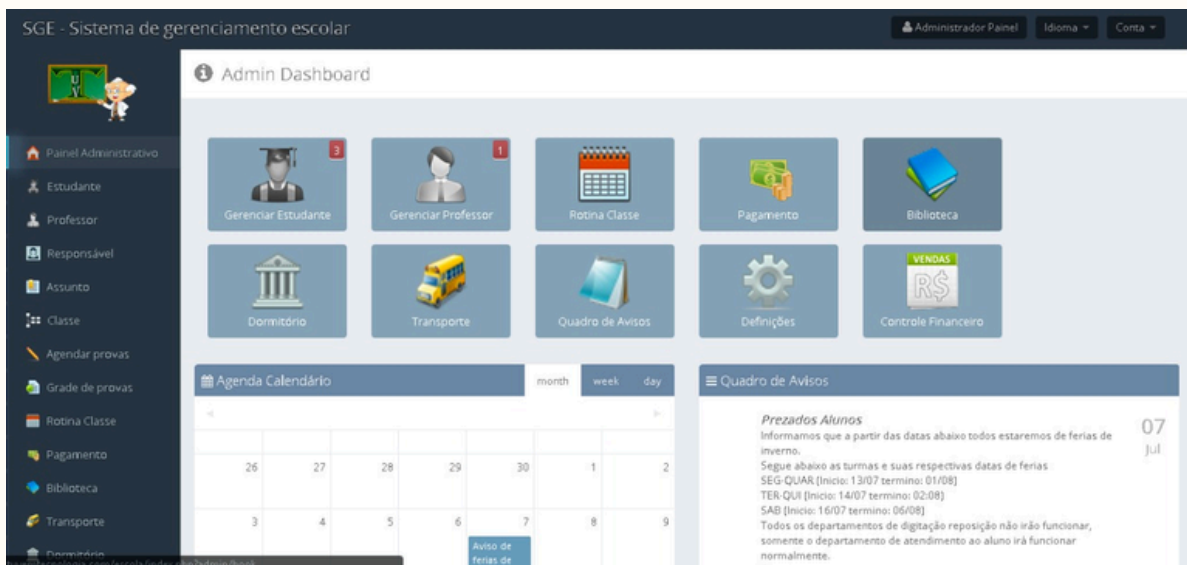 SGE - Sistema de gerenciamento escolar
Administrador Painel
Idioma
Conta
U
V
Admin Dashboard
Painel Administrativo
Estudante
Professor
Responsável
Assunto
Classe
Agendar provas
Grade de provas
Rotina Classe
Pagamento
Biblioteca
Transporte
Dormitório
3
Gerenciar Estudante
1
Gerenciar Professor
Rotina Classe
Pagamento
Biblioteca
Dormitório
Transporte
Quadro de Avisos
Definições
VENDAS
R$
Controle Financeiro
Agenda Calendário
month
week
day
26 27 28 29 30 1 2
3 4 5 6 7 8 9
Aviso de
ferias de
Quadro de Avisos
Prezados Alunos
07
Jul
Informamos que a partir das datas abaixo todos estaremos de ferias de
inverno.
Segue abaixo as turmas e suas respectivas datas de ferias
SEG-QUAR [Inicio: 13/07 termino: 01/08]
TER-QUI [Inicio: 14/07 termino: 02:08]
SAB [Inicio: 16/07 termino: 06/08]
Todos os departamentos de digitação reposição não irão funcionar,
somente o departamento de atendimento ao aluno irá funcionar
normalmente.